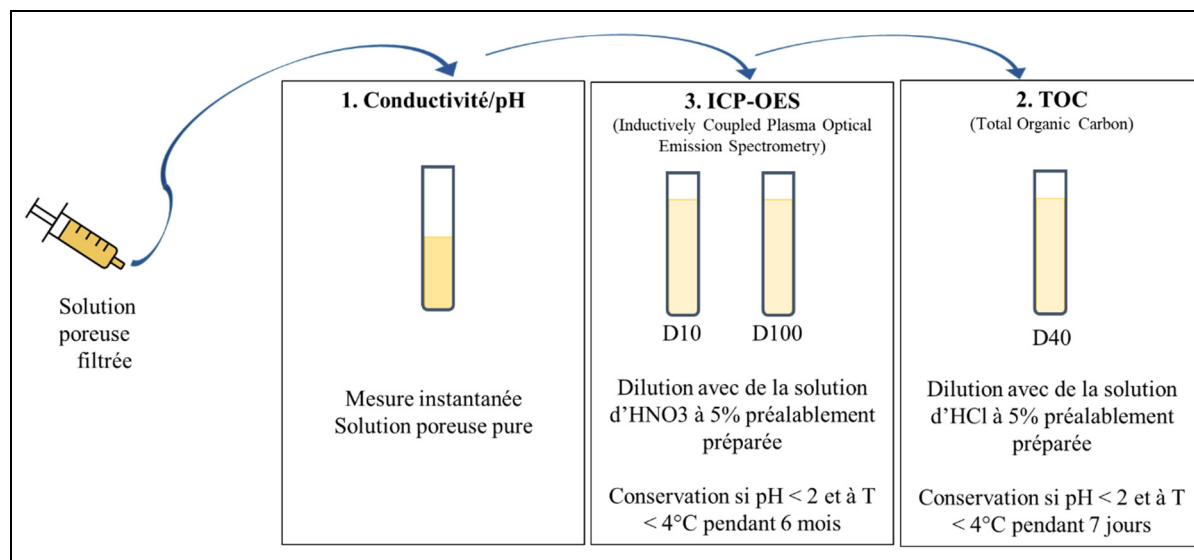 Solution
poreuse
filtrée
1. Conductivité/pH
Mesure instantanée
Solution poreuse pure
3. ICP-OES
(Inductively Coupled Plasma Optical
Emission Spectrometry)
D10 D100
Dilution avec de la solution
d’HNO3 à 5% préalablement
préparée
Conservation si pH < 2 et à T
< 4°C pendant 6 mois
2. TOC
(Total Organic Carbon)
D40
Dilution avec de la solution
d’HCl à 5% préalablement
préparée
Conservation si pH < 2 et à T
< 4°C pendant 7 jours